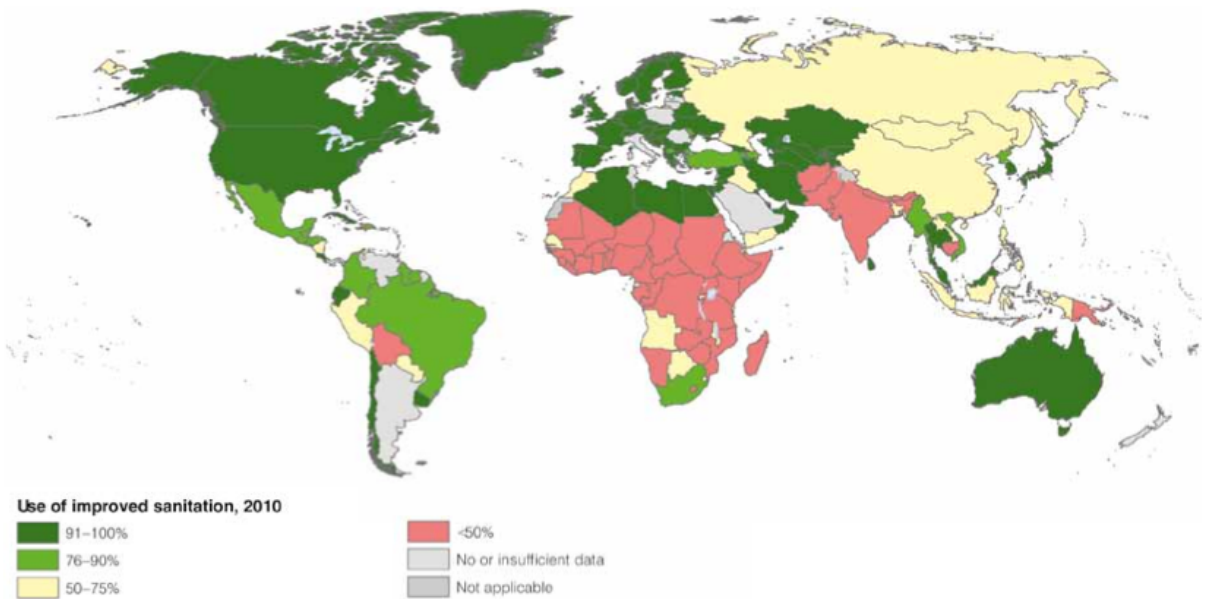 Use of improved sanitation, 2010
91–100%
76–90%
50–75%
<50%
No or insufficient data
Not applicable